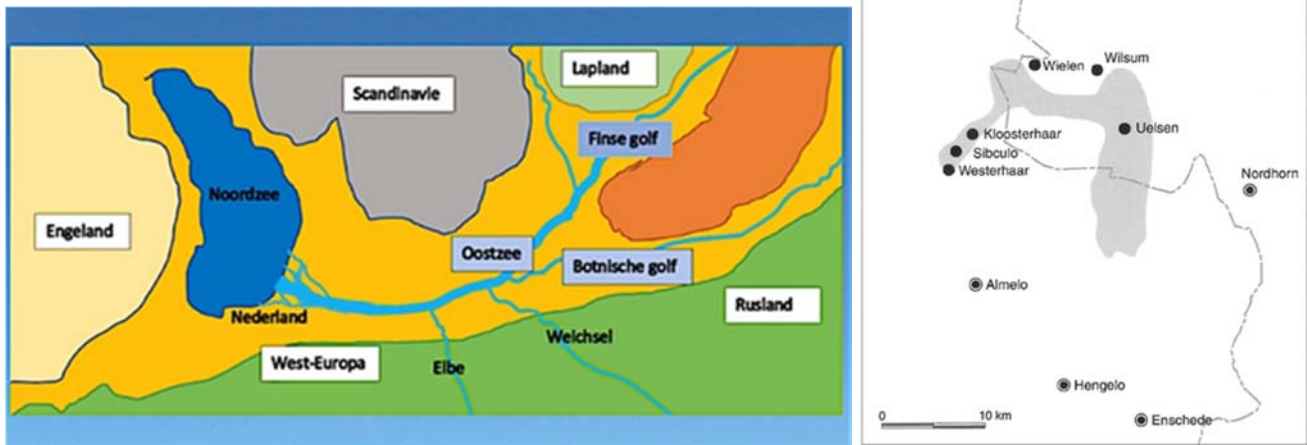 Lapland
Scandinavie
Finse golf
Noordzee
Engeland
Oostzee
Botnische golf
Nederland
Rusland
Weichsel
West-Europa
Elbe
Wielen
Wilsum
Kloosterhaar
Uelsen
Sibculo
Westerhaar
Nordhorn
Almelo
Hengelo
0 10 km
Enschede